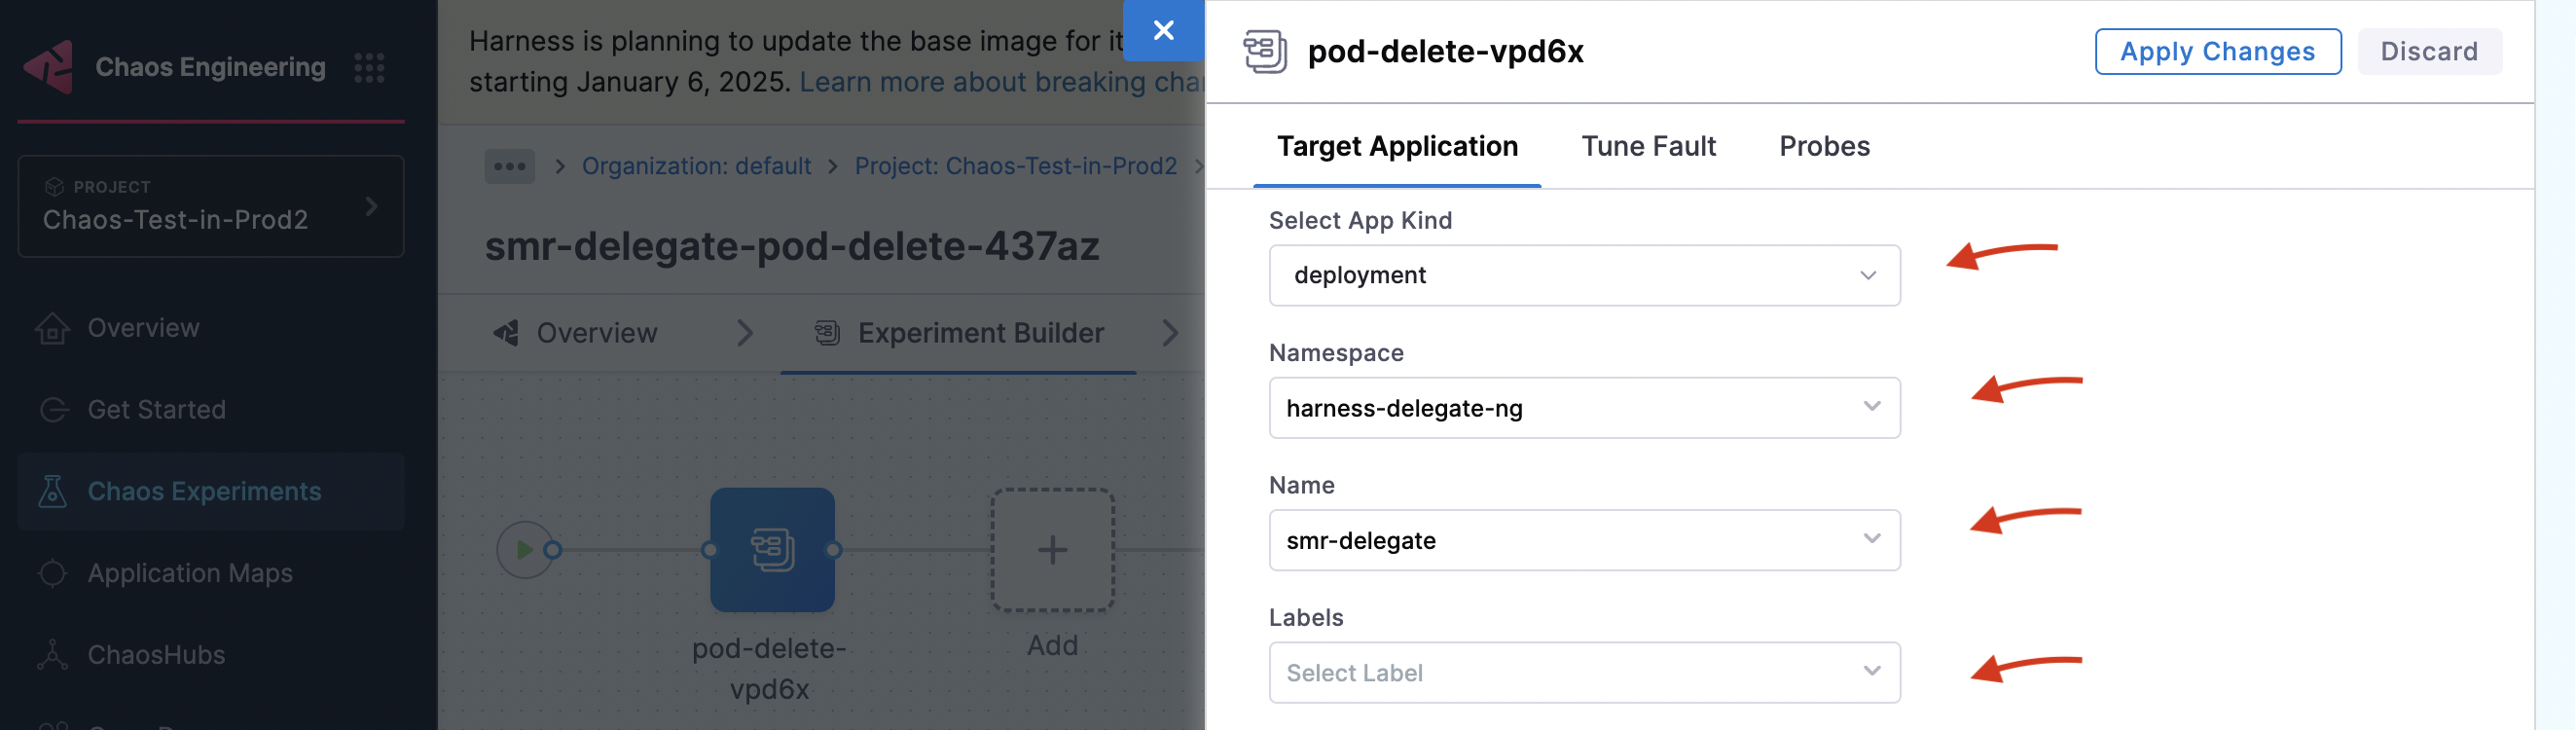 Chaos Engineering
PROJECT
Chaos-Test-in-Prod2
Overview
Get Started
Chaos Experiments
Application Maps
ChaosHubs
Harness is planning to update the base image for it
starting January 6, 2025. Learn more about breaking
••• > Organization: default > Project: Chaos-Test-in-Prod2 >
smr-delegate-pod-delete-437az
Overview > Experiment Builder >
pod-delete-
vpd6x
Add
pod-delete-vpd6x
Apply Changes
Discard
Target Application
Tune Fault
Probes
Select App Kind
deployment
Namespace
harness-delegate-ng
Name
smr-delegate
Labels
Select Label